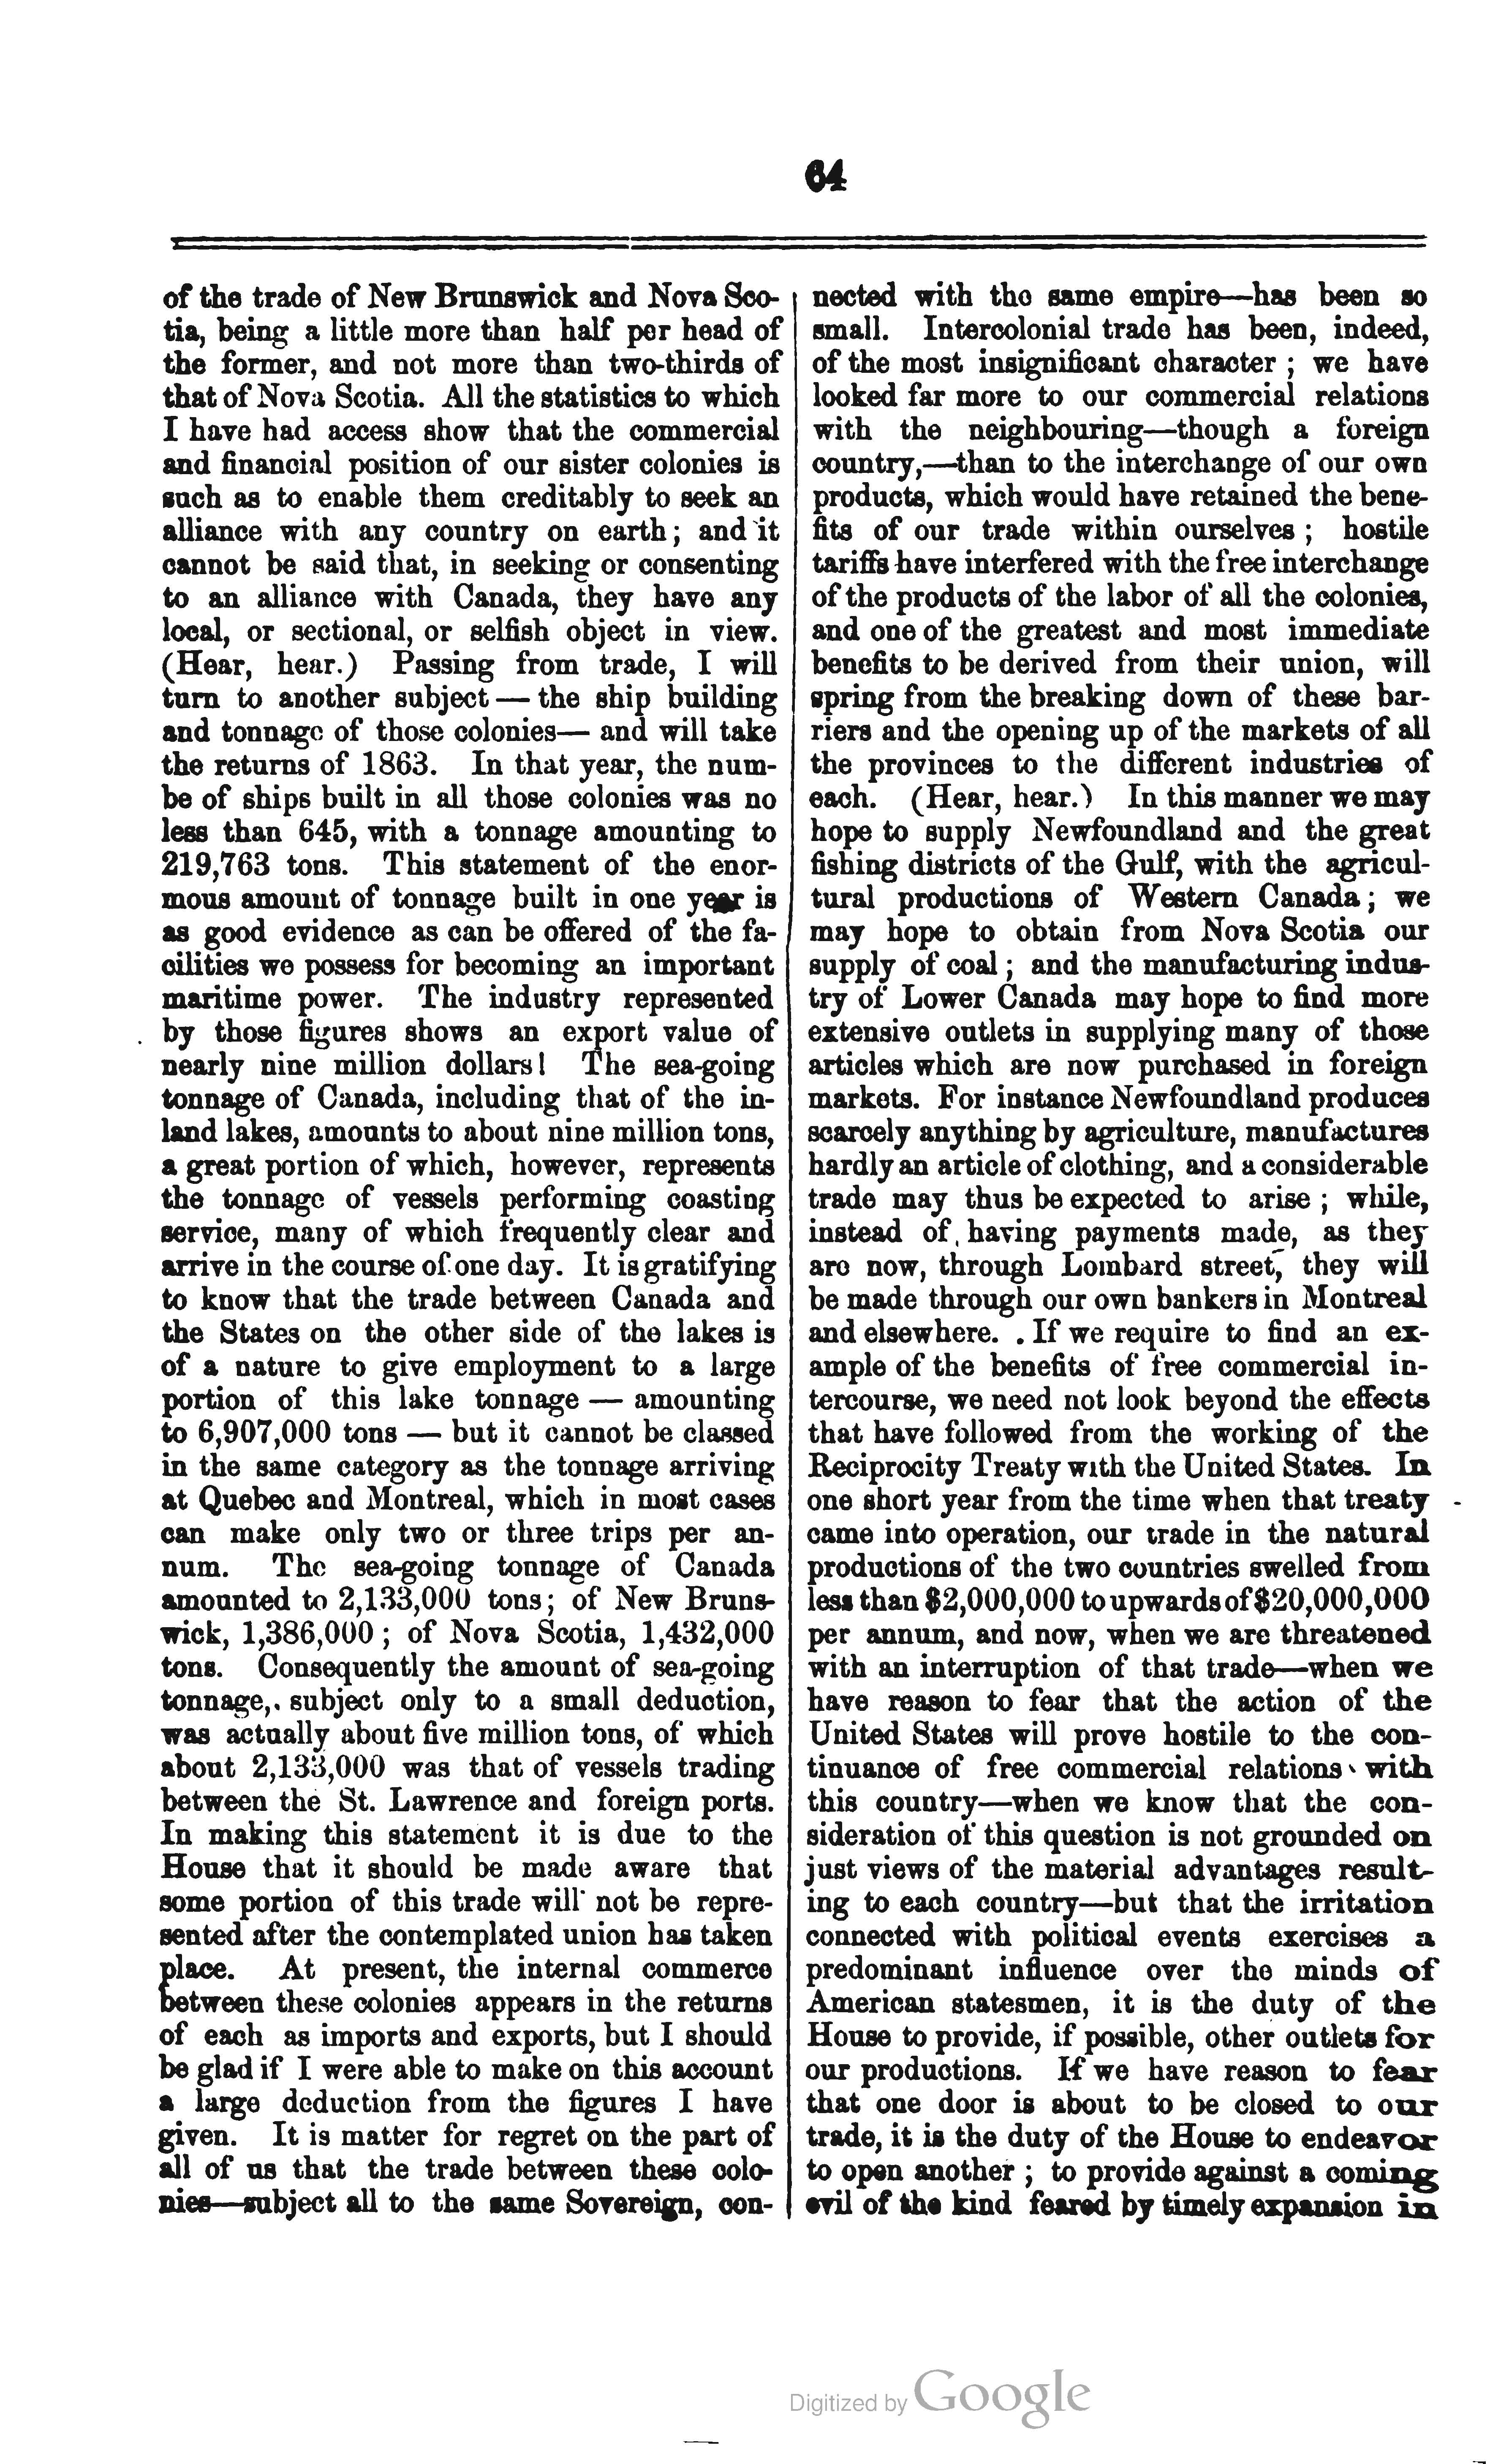 64
of the trade of New Brunswick and Nova Sco-
tia, being a little more than half per head of
the former, and not more than two-thirds of
that of Nova Scotia. All the statistics to which
I have had access show that the commercial
and financial position of our sister colonies is
such as to enable them creditably to seek an
alliance with any country on earth; and it
cannot be said that, in seeking or consenting
to an alliance with Canada, they have any
local, or sectional, or selfish object in view.
(Hear, hear.) Passing from trade, I will
turn to another subject — the ship building
and tonnage of those colonies— and will take
the returns of 1863. In that year, the num-
be of ships built in all those colonies was no
less than 645, with a tonnage amounting to
219,763 tons. This statement of the enor-
mous amount of tonnage built in one year is
as good evidence as can be offered of the fa-
cilities we possess for becoming an important
maritime power. The industry represented
by those figures shows an export value of
nearly nine million dollars! The sea-going
tonnage of Canada, including that of the in-
land lakes, amounts to about nine million tons,
a great portion of which, however, represents
the tonnage of vessels performing coasting
service, many of which frequently clear and
arrive in the course of one day. It is gratifying
to know that the trade between Canada and
the States on the other side of the lakes is
of a nature to give employment to a large
portion of this lake tonnage — amounting
to 6,907,000 tons — but it cannot be classed
in the same category as the tonnage arriving
at Quebec and Montreal, which in most cases
can make only two or three trips per an-
num. The sea-going tonnage of Canada
amounted to 2,133,000 tons; of New Bruns-
wick, 1,386,000; of Nova Scotia, 1,432,000
tons. Consequently the amount of sea-going
tonnage, subject only to a small deduction,
was actually about five million tons, of which
about 2,133,000 was that of vessels trading
between the St. Lawrence and foreign ports.
In making this statement it is due to the
House that it should be made aware that
some portion of this trade will not be repre-
sented after the contemplated union has taken
place. At present, the internal commerce
between these colonies appears in the returns
of each as imports and exports, but I should
be glad if I were able to make on this account
a large deduction from the figures I have
given. It is matter for regret on the part of
all of us that the trade between these colo-
nies—subject all to the same Sovereign, con-
nected with the same empire—has been so
small. Intercolonial trade has been, indeed,
of the most insignificant character; we have
looked far more to our commercial relations
with the neighbouring—though a foreign
country,—than to the interchange of our own
products, which would have retained the bene-
fits of our trade within ourselves; hostile
tariffs have interfered with the free interchange
of the products of the labor of all the colonies,
and one of the greatest and most immediate
benefits to be derived from their union, will
spring from the breaking down of these bar-
riers and the opening up of the markets of all
the provinces to the different industries of
each. (Hear, hear.) In this manner we may
hope to supply Newfoundland and the great
fishing districts of the Gulf, with the agricul-
tural productions of Western Canada; we
may hope to obtain from Nova Scotia our
supply of coal; and the manufacturing indus-
try of Lower Canada may hope to find more
extensive outlets in supplying many of those
articles which are now purchased in foreign
markets. For instance Newfoundland produces
scarcely anything by agriculture, manufactures
hardly an article of clothing, and a considerable
trade may thus be expected to arise; while,
instead of having payments made, as they
are now, through Lombard street, they will
be made through our own bankers in Montreal
and elsewhere. If we require to find an ex-
ample of the benefits of free commercial in-
tercourse, we need not look beyond the effects
that have followed from the working of the
Reciprocity Treaty with the United States. In
one short year from the time when that treaty
came into operation, our trade in the natural
productions of the two countries swelled from
less than $2,000,000 to upwards of $20,000,000
per annum, and now, when we are threatened
with an interruption of that trade—when we
have reason to fear that the action of the
United States will prove hostile to the con-
tinuance of free commercial relations with
this country—when we know that the con-
sideration of this question is not grounded on
just views of the material advantages result-
ing to each country—but that the irritation
connected with political events exercises a
predominant influence over the minds of
American statesmen, it is the duty of the
House to provide, if possible, other outlets for
our productions. If we have reason to fear
that one door is about to be closed to our
trade, it is the duty of the House to endeavor
to open another; to provide against a coming
evil of the kind feared by timely expansion in
Digitized by Google